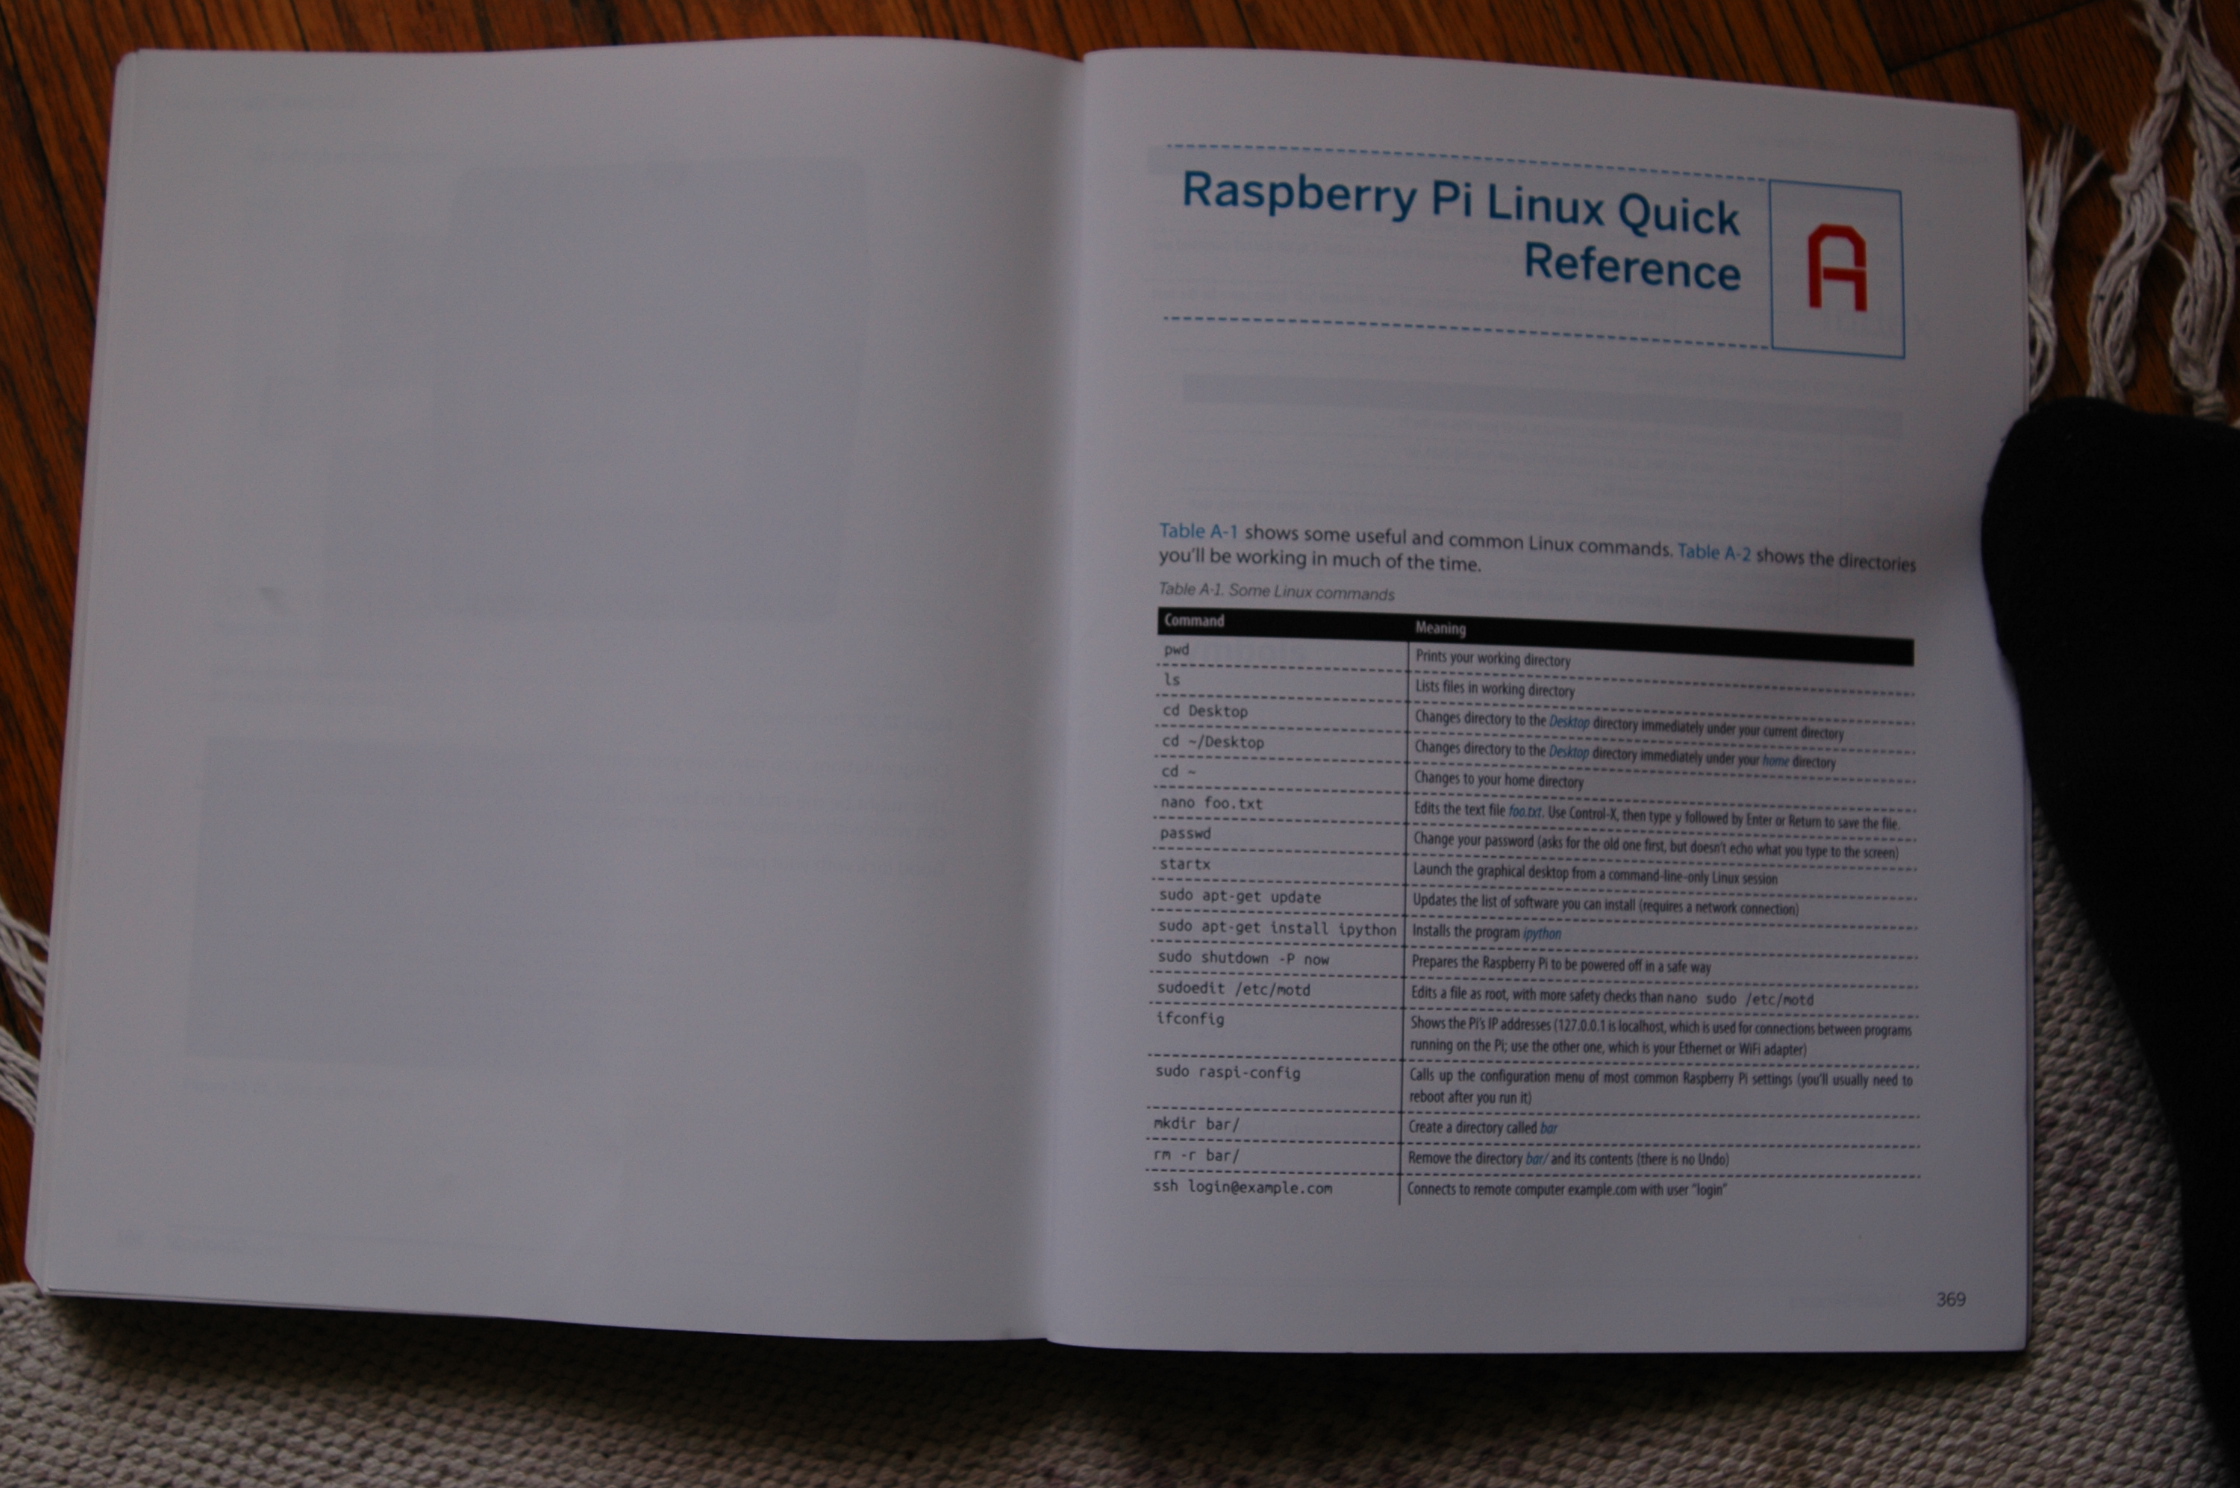 Raspberry Pi Linux Quick
Reference
A
Table A-1 shows some useful and common Linux commands. Table A-2 shows the directories
you'll be working in much of the time.
Table A-1. Some Linux commands
Command Meaning
pwd Prints your working directory
ls Lists files in working directory
cd Desktop Changes directory to the Desktop directory immediately under your current directory
cd ~/Desktop Changes directory to the Desktop directory immediately under your home directory
cd ~ Changes to your home directory
nano foo.txt Edits the text file foo.txt. Use Control-X, then type y followed by Enter or Return to save the file.
passwd Change your password (asks for the old one first, but doesn't echo what you type to the screen)
startx Launch the graphical desktop from a command-line–only Linux session
sudo apt-get update Updates the list of software you can install (requires a network connection)
sudo apt-get install ipython Installs the program ipython
sudo shutdown -P now Prepares the Raspberry Pi to be powered off in a safe way
sudoedit /etc/motd Edits a file as root, with more safety checks than nano sudo /etc/motd
ifconfig Shows the Pi's IP addresses (127.0.0.1 is localhost, which is used for connections between programs
running on the Pi; use the other one, which is your Ethernet or WiFi adapter)
sudo raspi-config Calls up the configuration menu of most common Raspberry Pi settings (you'll usually need to
reboot after you run it)
mkdir bar/ Create a directory called bar
rm -r bar/ Remove the directory bar/ and its contents (there is no Undo)
ssh login@example.com Connects to remote computer example.com with user "login"
369